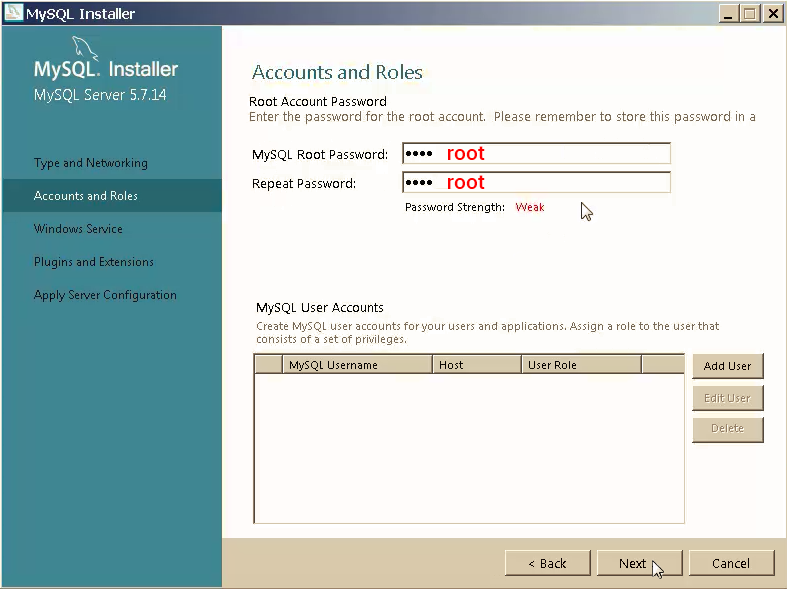 MySQL Installer
MySQL. Installer
MySQL Server 5.7.14
Type and Networking
Accounts and Roles
Windows Service
Plugins and Extensions
Apply Server Configuration
Accounts and Roles
Root Account Password
Enter the password for the root account. Please remember to store this password in a
MySQL Root Password: •••• root
Repeat Password: •••• root
Password Strength: Weak
MySQL User Accounts
Create MySQL user accounts for your users and applications. Assign a role to the user that
consists of a set of privileges.
MySQL Username Host User Role
Add User
Edit User
Delete
< Back Next Cancel